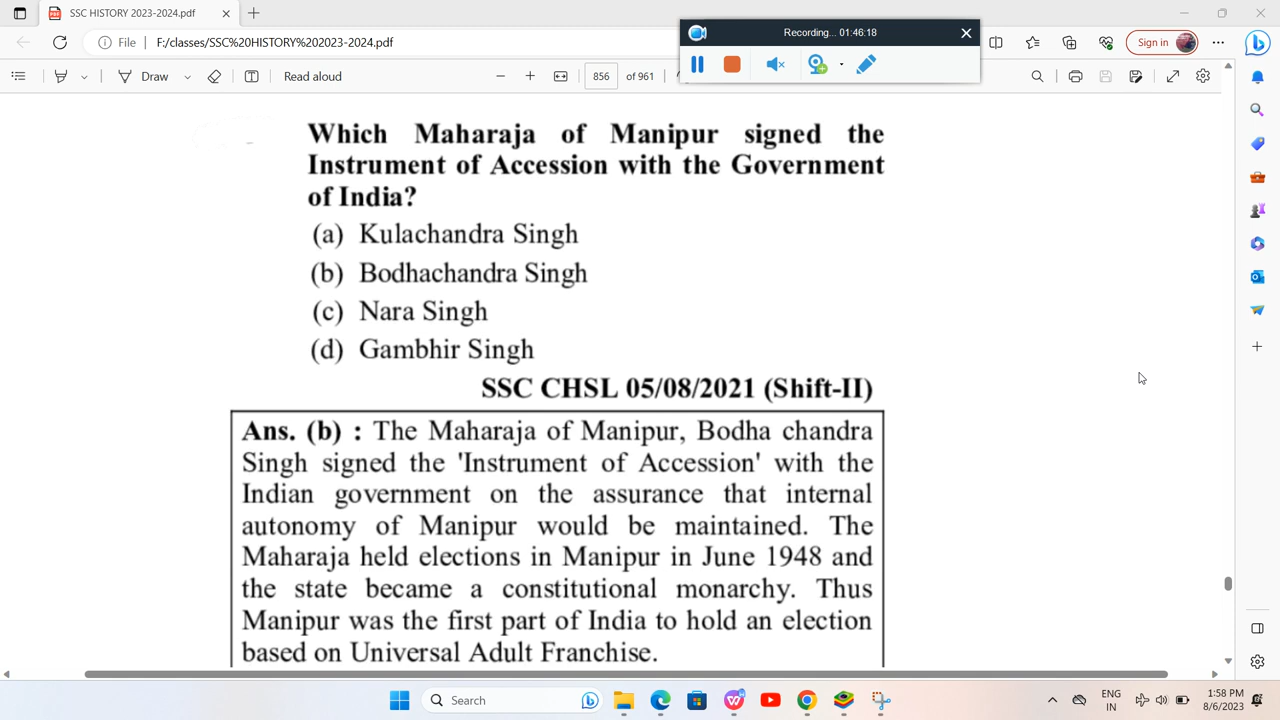 SSC HISTORY 2023-2024.pdf
Recording... 01:46:18
File F:/classes/SSC%20HISTORY%202023-2024.pdf
Sign in
Draw
Read aloud
856 of 961
Which Maharaja of Manipur signed the
Instrument of Accession with the Government
of India?
(a) Kulachandra Singh
(b) Bodhachandra Singh
(c) Nara Singh
(d) Gambhir Singh
SSC CHSL 05/08/2021 (Shift-II)
Ans. (b) : The Maharaja of Manipur, Bodha chandra
Singh signed the 'Instrument of Accession' with the
Indian government on the assurance that internal
autonomy of Manipur would be maintained. The
Maharaja held elections in Manipur in June 1948 and
the state became a constitutional monarchy. Thus
Manipur was the first part of India to hold an election
based on Universal Adult Franchise.
Search
ENG
IN
1:58 PM
8/6/2023